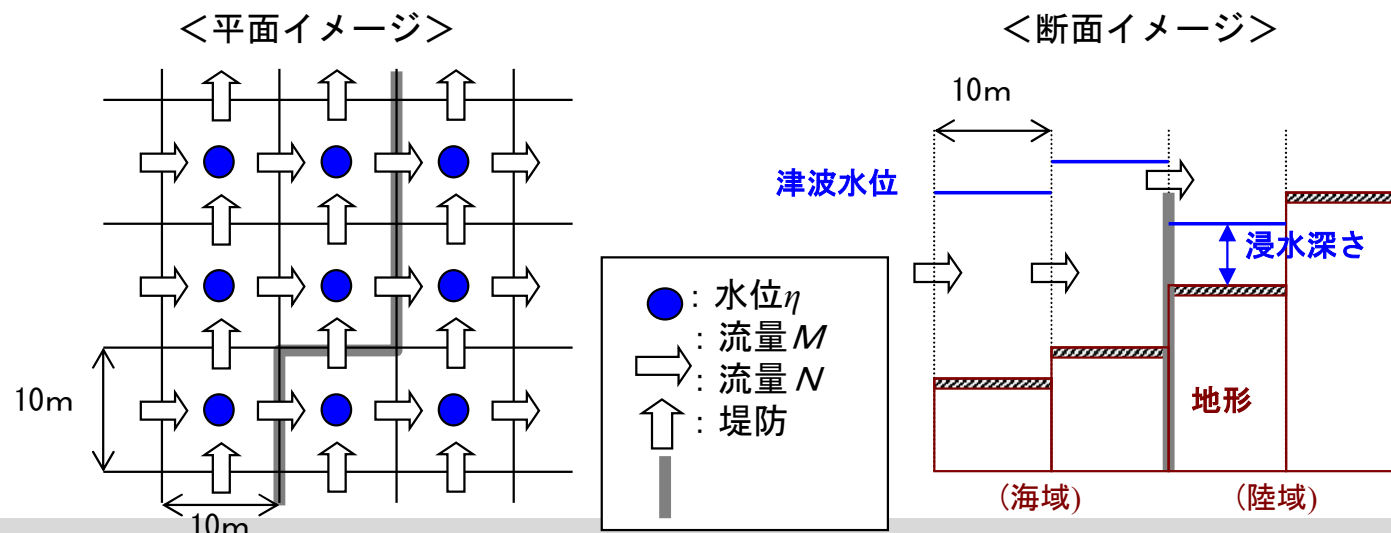 <平面イメージ>
10m
10m
: 水位η
: 流量M
: 流量N
: 堤防
<断面イメージ>
10m
津波水位
浸水深さ
地形
(海域)
(陸域)